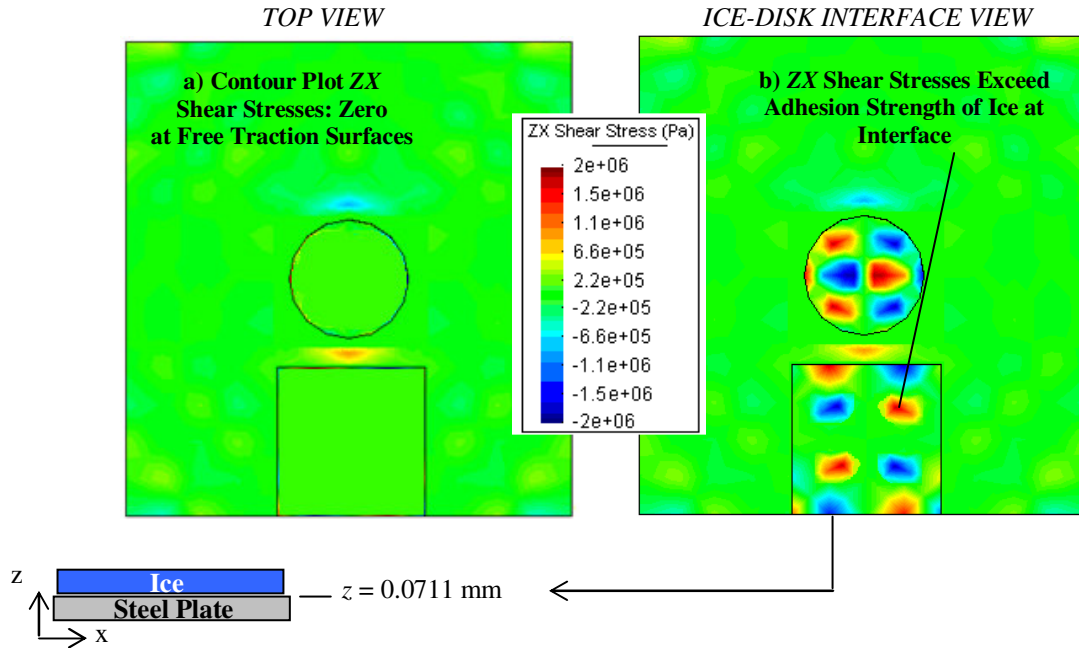 TOP VIEW
ICE-DISK INTERFACE VIEW
a) Contour Plot ZX
Shear Stresses: Zero
at Free Traction Surfaces
b) ZX Shear Stresses Exceed
Adhesion Strength of Ice at
Interface
ZX Shear Stress (Pa)
2e+06
1.5e+06
1.1e+06
6.6e+05
2.2e+05
-2.2e+05
-6.6e+05
-1.1e+06
-1.5e+06
-2e+06
z
Ice
Steel Plate
x
z = 0.0711 mm